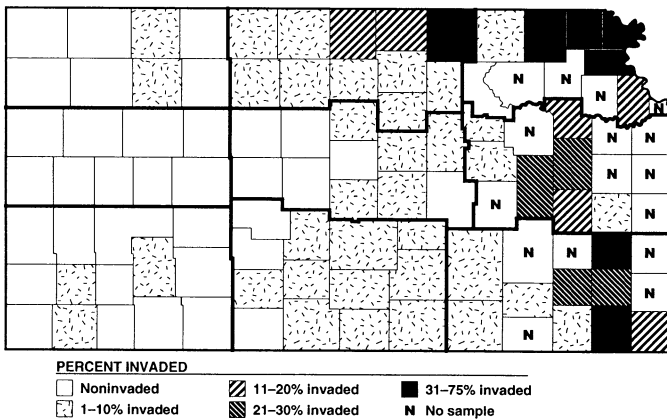 N N
N
N
N N N
N N
N
N
N N N
N
N
PERCENT INVADED
Noninvaded 11–20% invaded 31–75% invaded
1–10% invaded 21–30% invaded N No sample